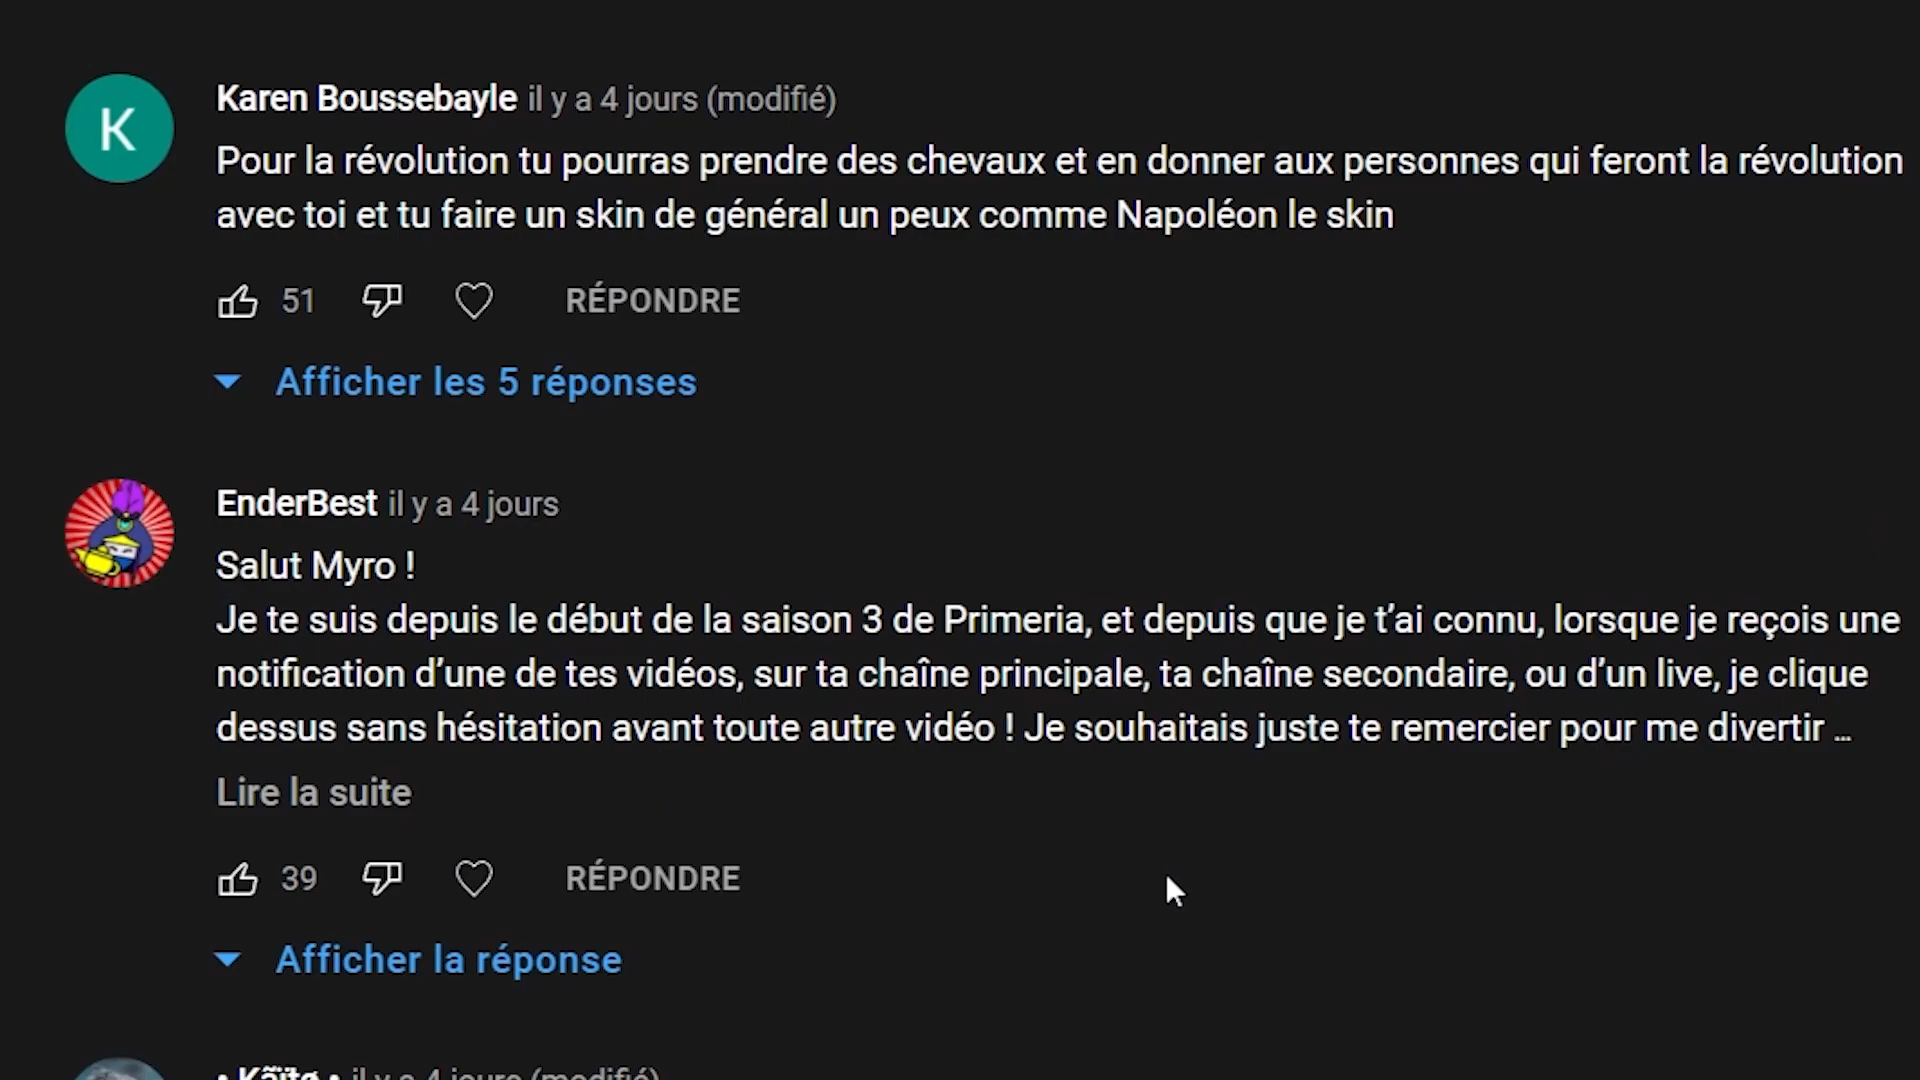 K
Karen Boussebayle il y a 4 jours (modifié)
Pour la révolution tu pourras prendre des chevaux et en donner aux personnes qui feront la révolution
avec toi et tu faire un skin de général un peux comme Napoléon le skin
51 RÉPONDRE
Afficher les 5 réponses
EnderBest il y a 4 jours
Salut Myro !
Je te suis depuis le début de la saison 3 de Primeria, et depuis que je t’ai connu, lorsque je reçois une
notification d’une de tes vidéos, sur ta chaîne principale, ta chaîne secondaire, ou d’un live, je clique
dessus sans hésitation avant toute autre vidéo ! Je souhaitais juste te remercier pour me divertir ...
Lire la suite
39 RÉPONDRE
Afficher la réponse
il y a 4 jours (modifié)